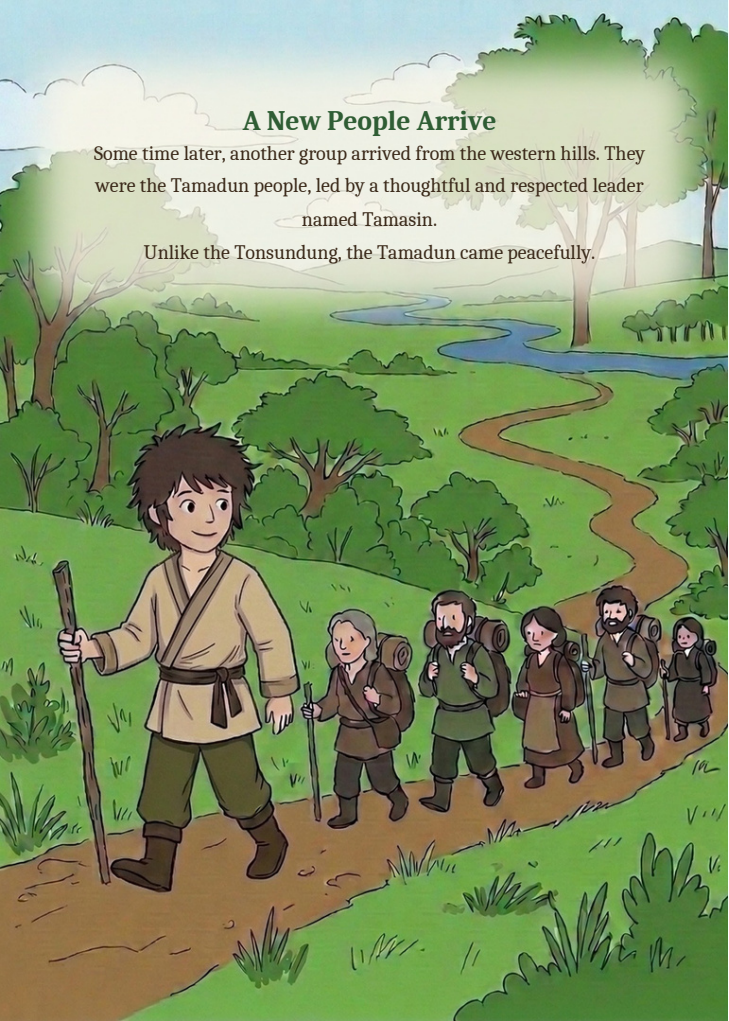 A New People Arrive
Some time later, another group arrived from the western hills. They
were the Tamadun people, led by a thoughtful and respected leader
named Tamasin.
Unlike the Tonsundung, the Tamadun came peacefully.